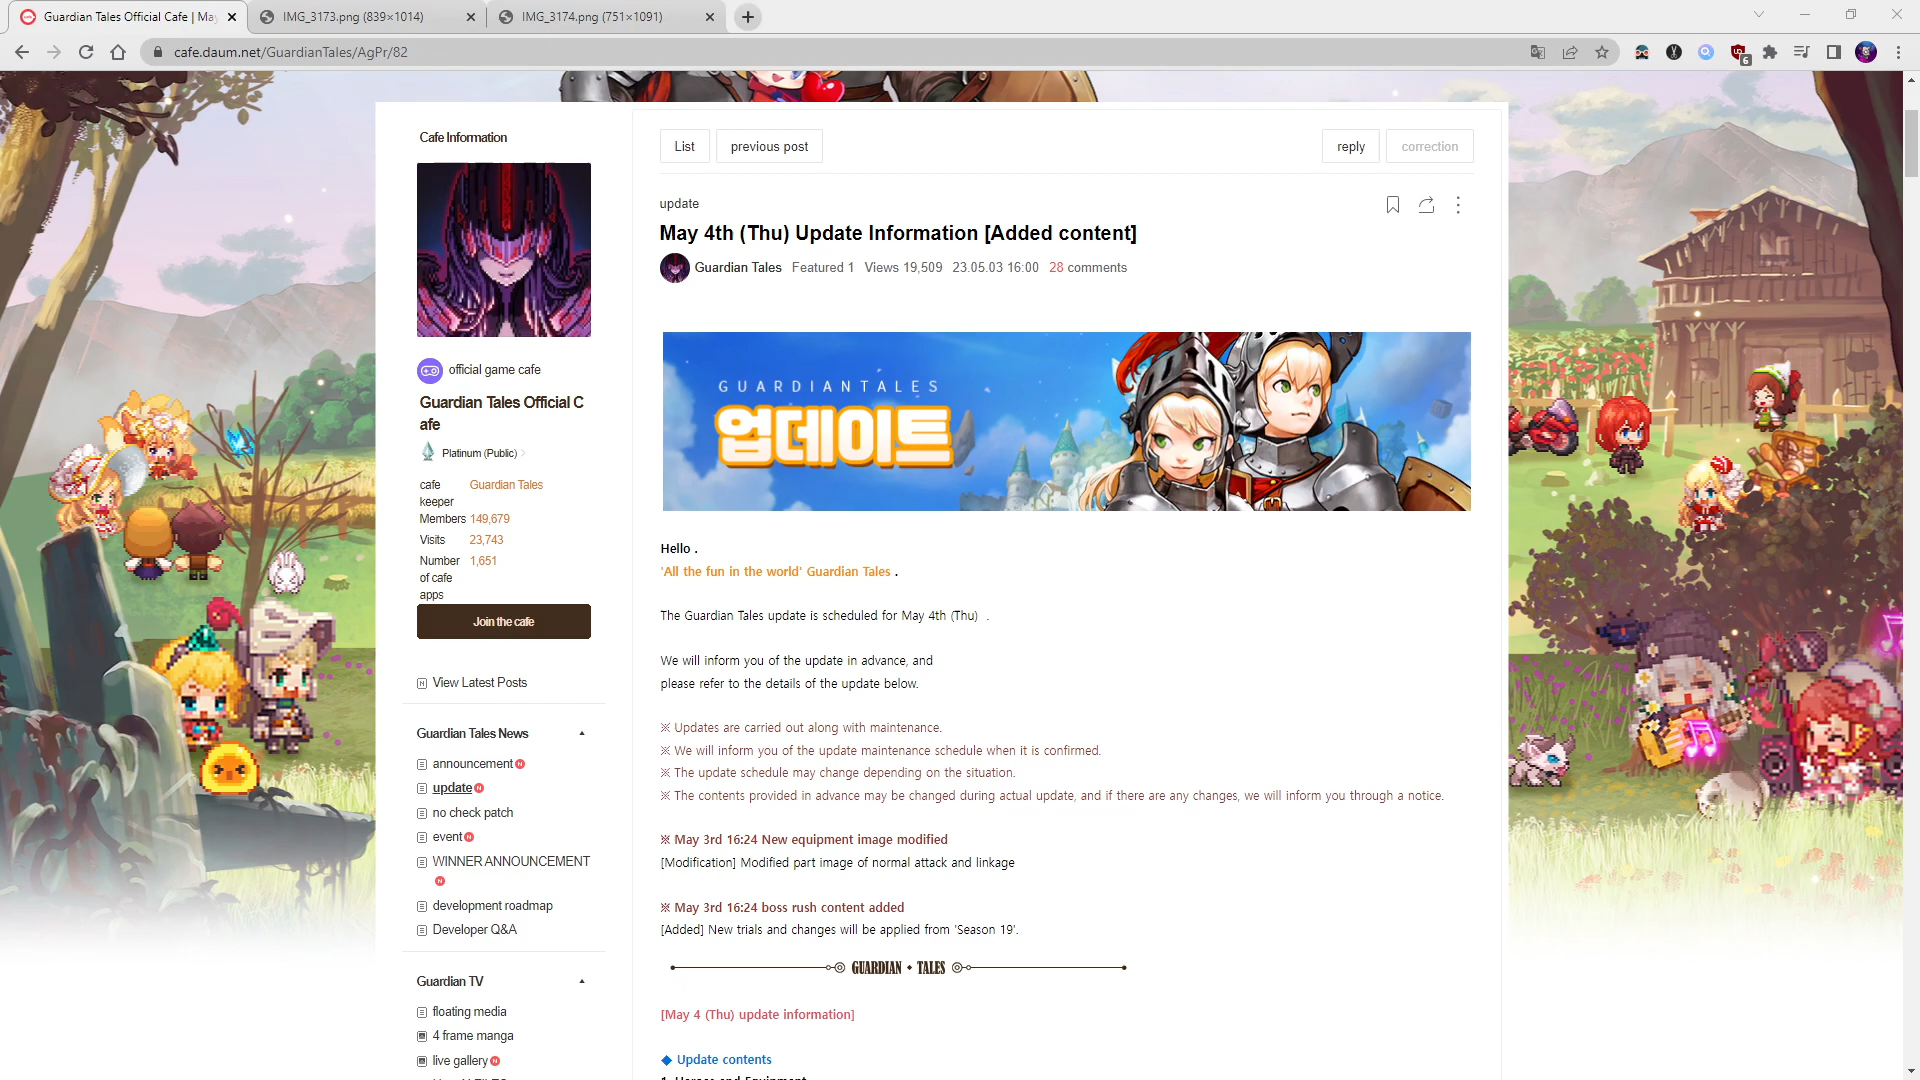 Guardian Tales Official Cafe | May
IMG_3173.png (839×1014)
IMG_3174.png (751×1091)
cafe.daum.net/GuardianTales/AgPr/82
6
Cafe Information
official game cafe
Guardian Tales Official C
afe
Platinum (Public)
cafe
keeper
Guardian Tales
Members 149,679
Visits 23,743
Number
of cafe
apps
1,651
Join the cafe
View Latest Posts
Guardian Tales News
announcement N
update N
no check patch
event N
WINNER ANNOUNCEMENT
N
development roadmap
Developer Q&A
Guardian TV
floating media
4 frame manga
live gallery N
List
previous post
reply
correction
update
May 4th (Thu) Update Information [Added content]
Guardian Tales Featured 1 Views 19,509 23.05.03 16:00 28 comments
GUARDIANTALES
업데이트
Hello .
'All the fun in the world' Guardian Tales .
The Guardian Tales update is scheduled for May 4th (Thu) .
We will inform you of the update in advance, and
please refer to the details of the update below.
※ Updates are carried out along with maintenance.
※ We will inform you of the update maintenance schedule when it is confirmed.
※ The update schedule may change depending on the situation.
※ The contents provided in advance may be changed during actual update, and if there are any changes, we will inform you through a notice.
※ May 3rd 16:24 New equipment image modified
[Modification] Modified part image of normal attack and linkage
※ May 3rd 16:24 boss rush content added
[Added] New trials and changes will be applied from 'Season 19'.
GUARDIAN • TALES
[May 4 (Thu) update information]
◆ Update contents
1. Heroes and Equipment